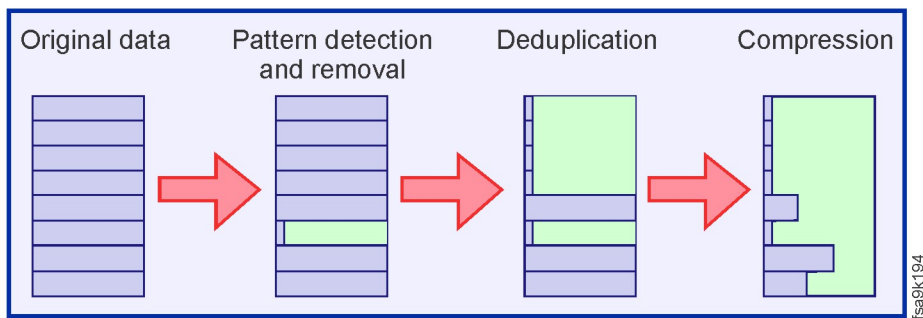 Original data
Pattern detection
and removal
Deduplication
Compression
fsa9k194